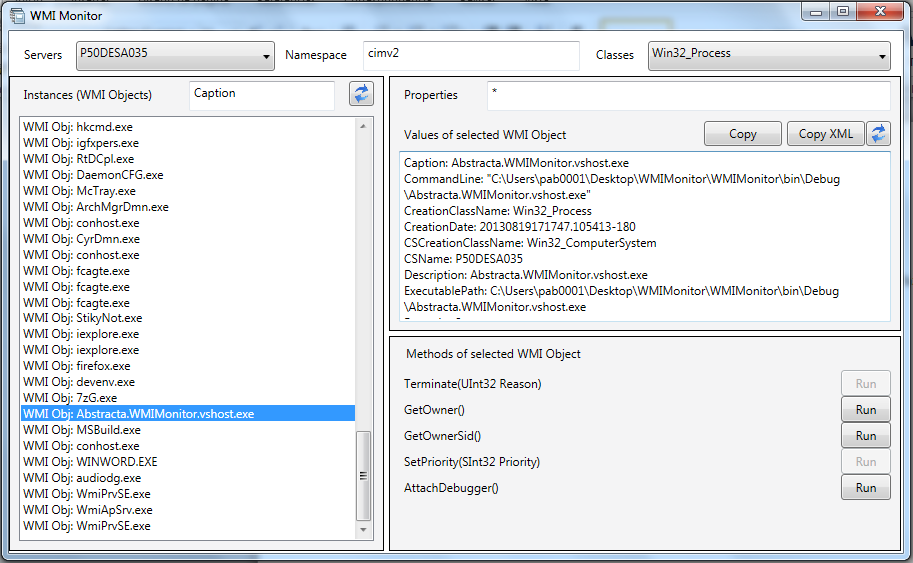 WMI Monitor
Servers P50DESA035 Namespace cimv2 Classes Win32_Process
Instances (WMI Objects) Caption
WMI Obj: hkcmd.exe
WMI Obj: igfxpers.exe
WMI Obj: RtDCpl.exe
WMI Obj: DaemonCFG.exe
WMI Obj: McTray.exe
WMI Obj: ArchMgrDmn.exe
WMI Obj: conhost.exe
WMI Obj: CyrDmn.exe
WMI Obj: conhost.exe
WMI Obj: fcagte.exe
WMI Obj: fcagte.exe
WMI Obj: fcagte.exe
WMI Obj: StikyNot.exe
WMI Obj: iexplore.exe
WMI Obj: iexplore.exe
WMI Obj: firefox.exe
WMI Obj: devenv.exe
WMI Obj: 7zG.exe
WMI Obj: Abstracta.WMIMonitor.vshost.exe
WMI Obj: MSBuild.exe
WMI Obj: conhost.exe
WMI Obj: WINWORD.EXE
WMI Obj: audiodg.exe
WMI Obj: WmiPrvSE.exe
WMI Obj: WmiApSrv.exe
WMI Obj: WmiPrvSE.exe
Properties *
Values of selected WMI Object Copy Copy XML
Caption: Abstracta.WMIMonitor.vshost.exe
CommandLine: "C:\Users\pab0001\Desktop\WMIMonitor\WMIMonitor\bin\Debug
\Abstracta.WMIMonitor.vshost.exe"
CreationClassName: Win32_Process
CreationDate: 20130819171747.105413-180
CSCreationClassName: Win32_ComputerSystem
CSName: P50DESA035
Description: Abstracta.WMIMonitor.vshost.exe
ExecutablePath: C:\Users\pab0001\Desktop\WMIMonitor\WMIMonitor\bin\Debug
\Abstracta.WMIMonitor.vshost.exe
Methods of selected WMI Object
Terminate(UInt32 Reason) Run
GetOwner() Run
GetOwnerSid() Run
SetPriority(SInt32 Priority) Run
AttachDebugger() Run